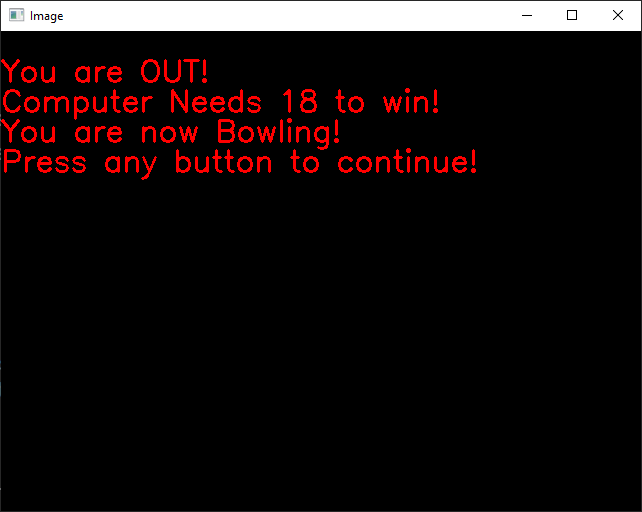 Image
You are OUT!
Computer Needs 18 to win!
You are now Bowling!
Press any button to continue!